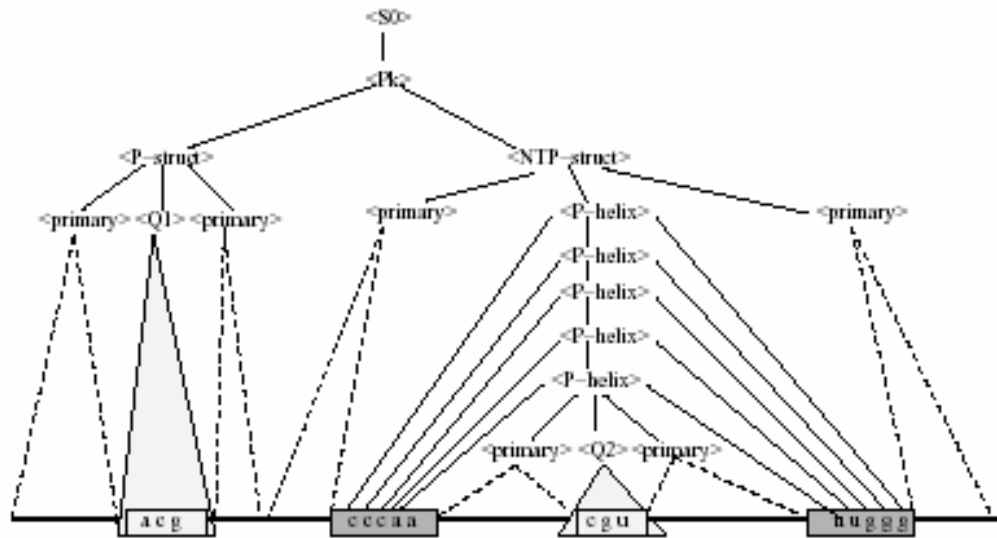 <S0>
<Pk>
<P-struct> <NTP-struct>
<primary> <Q1> <primary> <primary> <P-helix> <primary>
<P-helix>
<P-helix>
<P-helix>
<P-helix>
<primary> <Q2> <primary>
a c g c c c a a c g u u u g g g